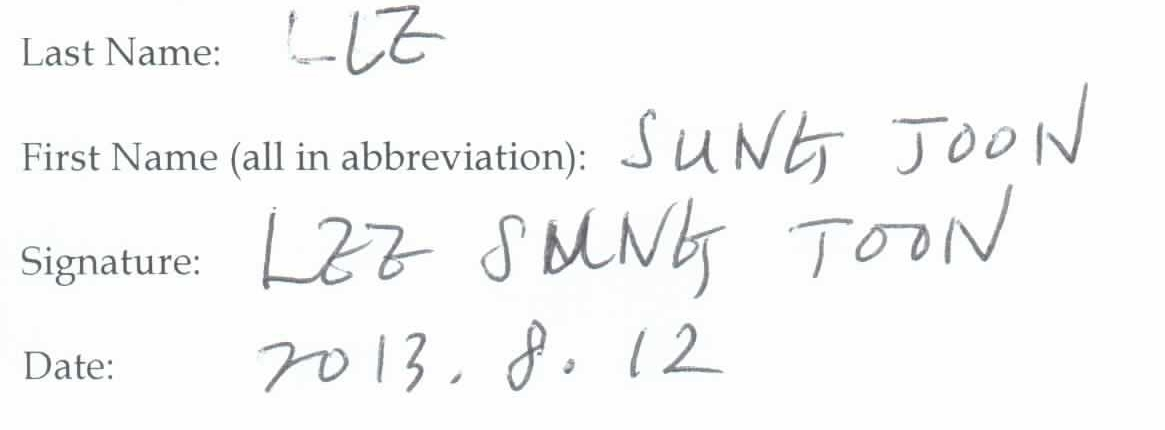 Last Name: LEE
First Name (all in abbreviation): SUNG JOON
Signature: LEE SUNG JOON
Date: 2013. 8. 12